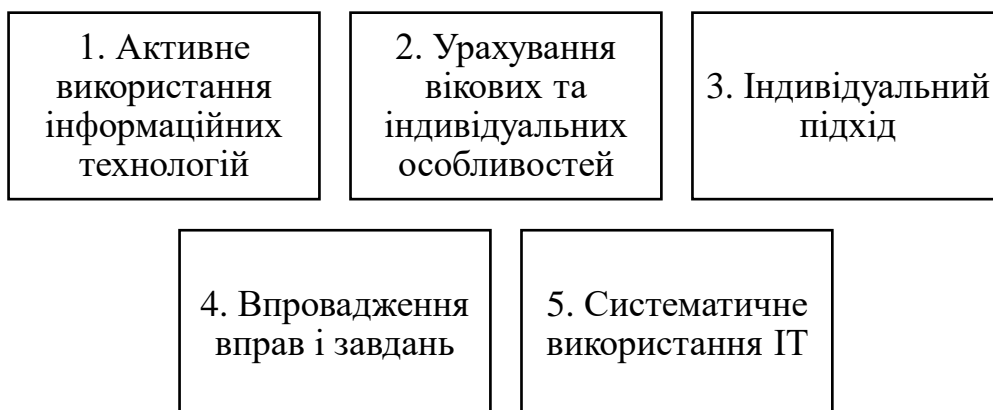 1. Активне
використання
інформаційних
технологій
2. Урахування
вікових та
індивідуальних
особливостей
3. Індивідуальний
підхід
4. Впровадження
вправ і завдань
5. Систематичне
використання ІТ